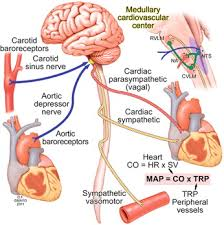 Medullary
cardiovascular
center
RVLM
NA
NTS
CVLM
Carotid
baroreceptors
Carotid
sinus nerve
Aortic
depressor
nerve
Aortic
baroreceptors
Cardiac
parasympathetic
(vagal)
Cardiac
sympathetic
Sympathetic
vasomotor
Heart
CO = HR x SV
MAP = CO x TRP
TRP
Peripheral
vessels